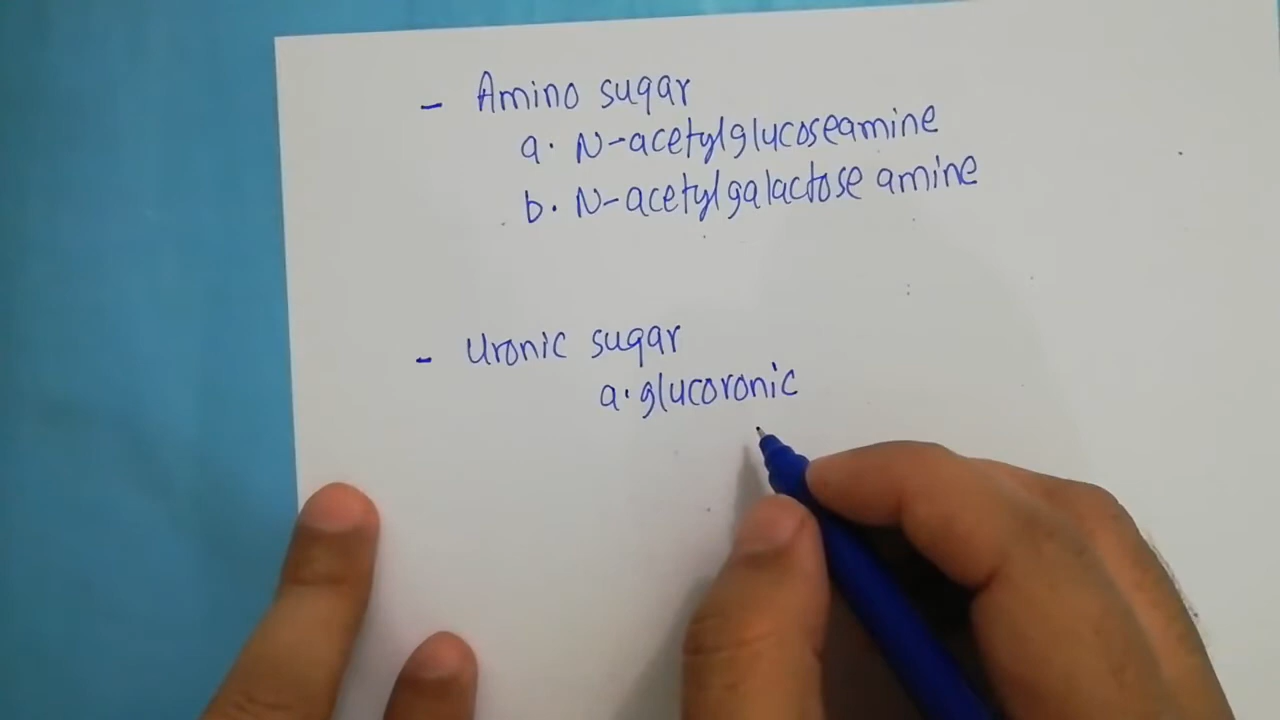 - Amino sugar
a. N-acetylglucoseamine
b. N-acetylgalactose amine
- Uronic sugar
a. glucoronic